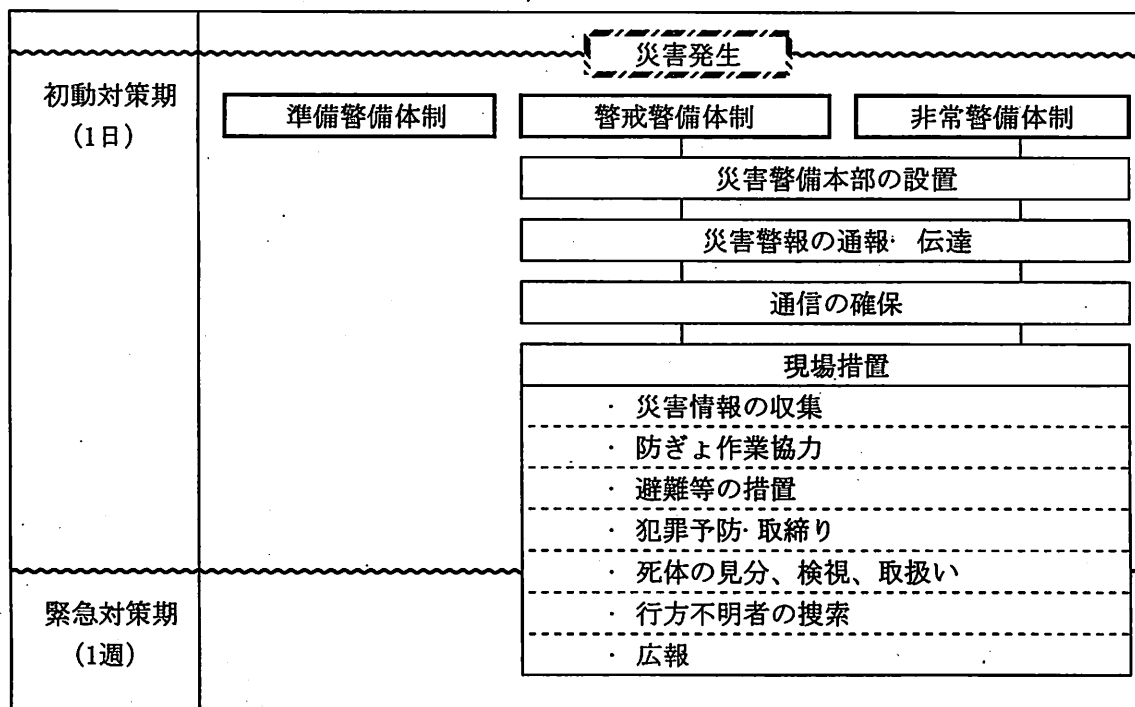 災害発生
初動対策期
(1日)
準備警備体制
警戒警備体制
非常警備体制
災害警備本部の設置
災害警報の通報・ 伝達
通信の確保
現場措置
・ 災害情報の収集
・ 防ぎょ作業協力
・ 避難等の措置
・ 犯罪予防・取締り
・ 死体の見分、検視、取扱い
緊急対策期
(1週)
・ 行方不明者の捜索
・ 広報